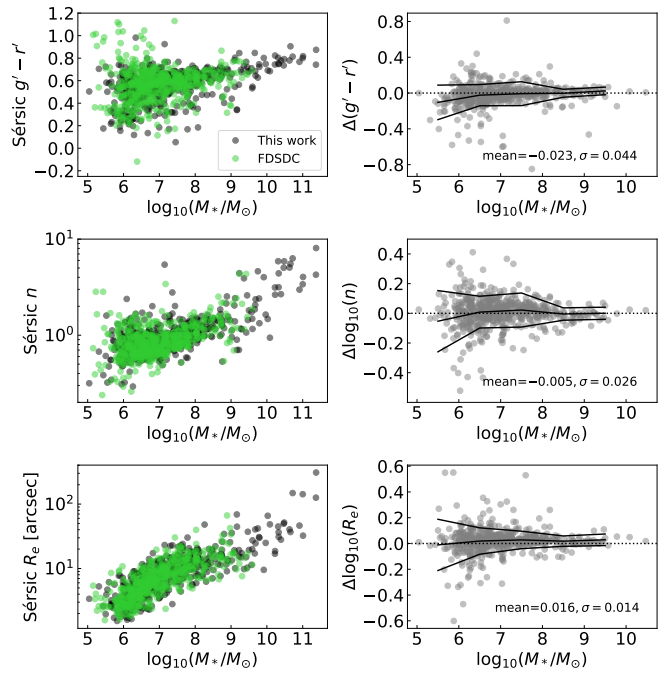 1.2
1.0
0.8
0.6
0.4
0.2
0.0
−0.2
Sérsic g′ − r′
This work
FDSDC
5 6 7 8 9 10 11
log₁₀(M*/M⊙)
0.8
0.4
0.0
−0.4
−0.8
Δ(g′ − r′)
mean=−0.023, σ = 0.044
5 6 7 8 9 10
log₁₀(M*/M⊙)
10¹
10⁰
Sérsic n
5 6 7 8 9 10 11
log₁₀(M*/M⊙)
0.4
0.2
0.0
−0.2
−0.4
−0.6
Δlog₁₀(n)
mean=−0.005, σ = 0.026
5 6 7 8 9 10
log₁₀(M*/M⊙)
10²
10¹
Sérsic Rₑ [arcsec]
5 6 7 8 9 10 11
log₁₀(M*/M⊙)
0.6
0.4
0.2
0.0
−0.2
−0.4
−0.6
Δlog₁₀(Rₑ)
mean=0.016, σ = 0.014
5 6 7 8 9 10
log₁₀(M*/M⊙)